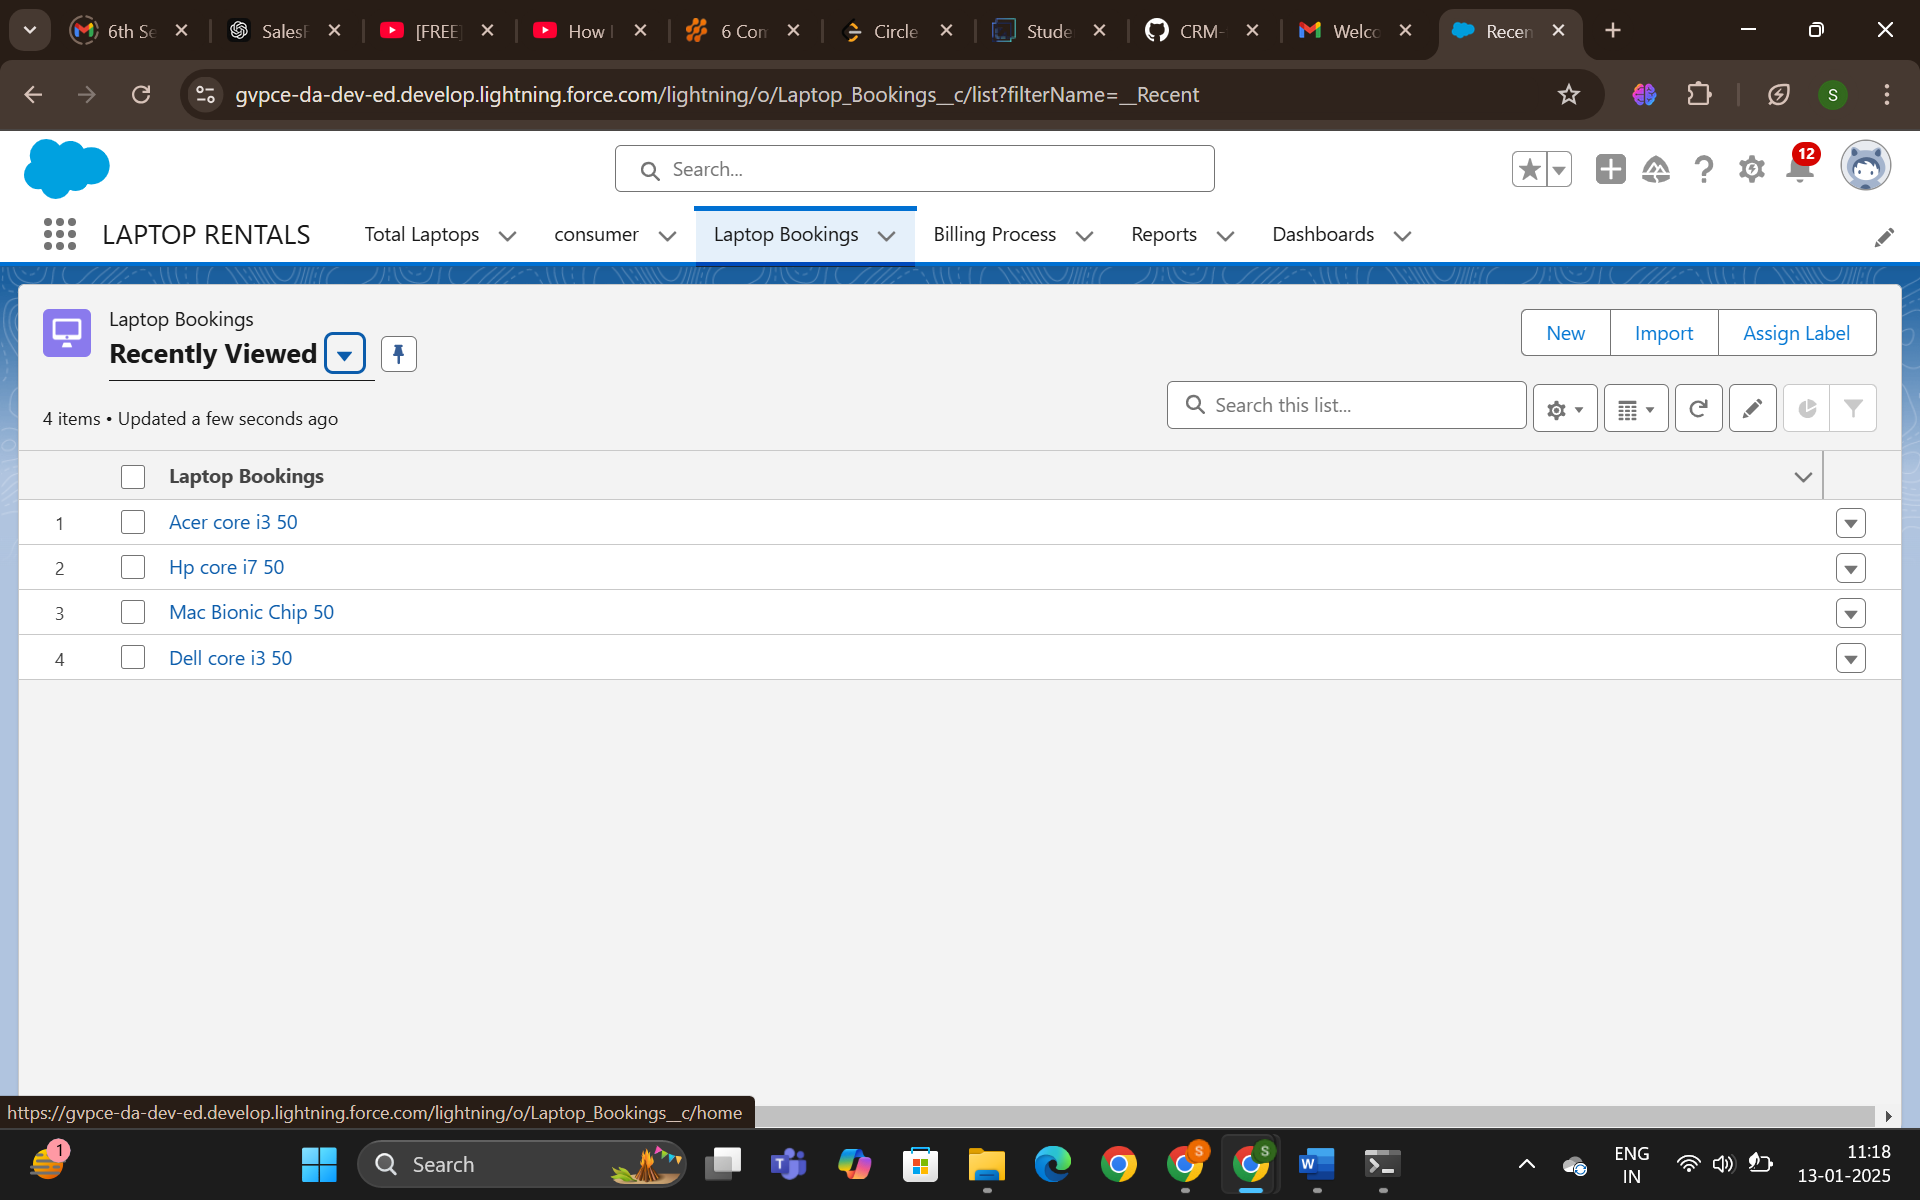 6th Se
SalesF
[FREE]
How I
6 Com
Circle
Stude
CRM-
Welco
Recen
gvpce-da-dev-ed.develop.lightning.force.com/lightning/o/Laptop_Bookings__c/list?filterName=__Recent
S
Search...
12
LAPTOP RENTALS
Total Laptops
consumer
Laptop Bookings
Billing Process
Reports
Dashboards
Laptop Bookings
Recently Viewed
New
Import
Assign Label
4 items • Updated a few seconds ago
Search this list...
Laptop Bookings
1 Acer core i3 50
2 Hp core i7 50
3 Mac Bionic Chip 50
4 Dell core i3 50
https://gvpce-da-dev-ed.develop.lightning.force.com/lightning/o/Laptop_Bookings__c/home
1
Search
S
S
ENG
IN
11:18
13-01-2025